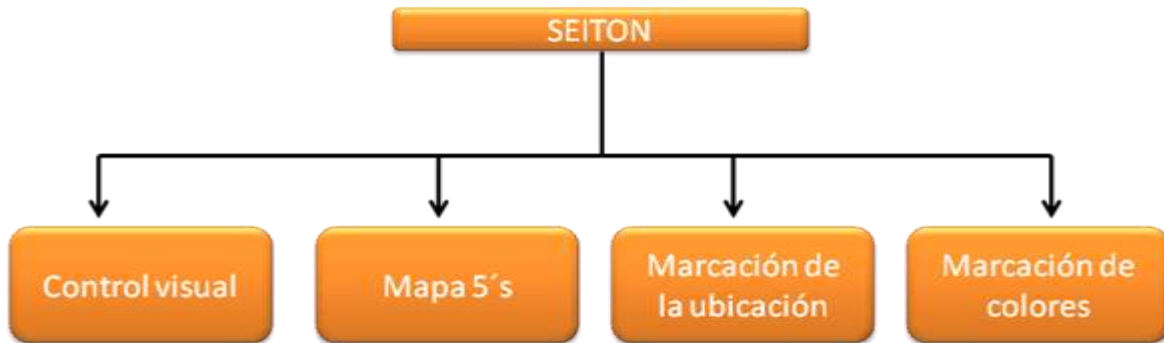 SEITON
Control visual
Mapa 5´s
Marcación de
la ubicación
Marcación de
colores